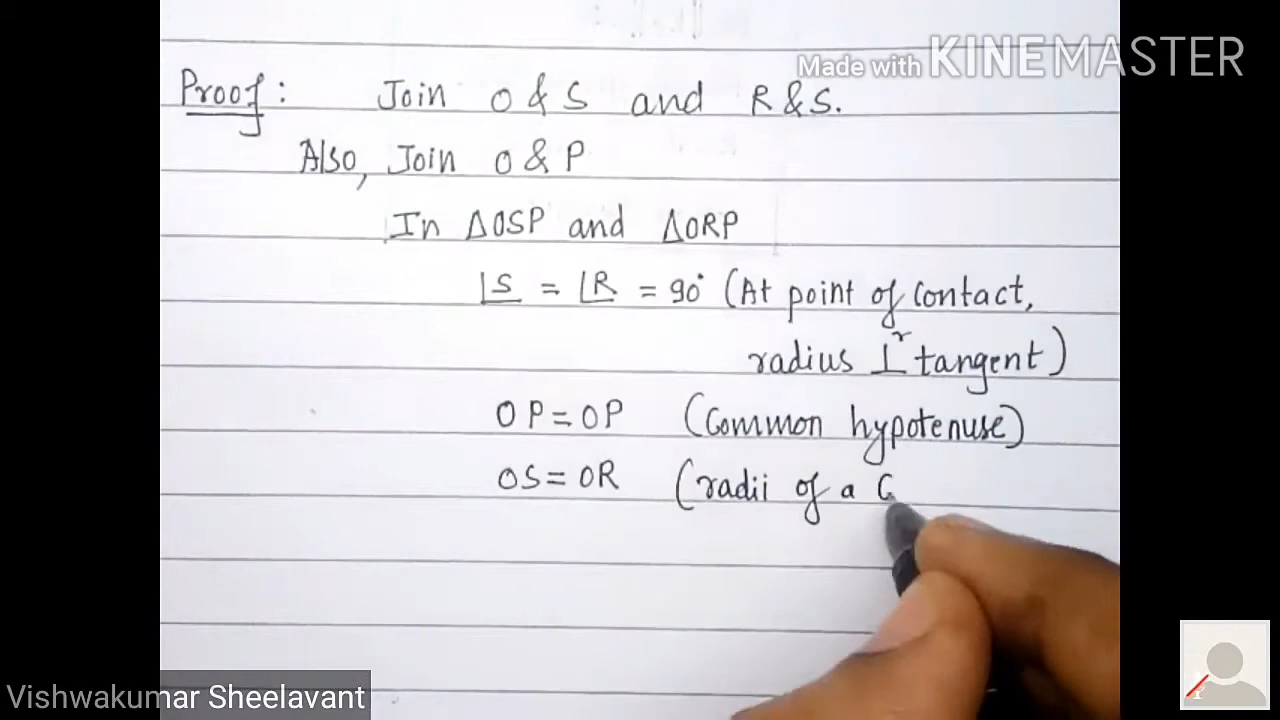 Made with KINEMASTER
Proof : Join O & S and R & S.
Also, Join O & P
In ΔOSP and ΔORP
∠S = ∠R = 90° (At point of contact,
radius ⊥r tangent)
OP = OP (Common hypotenuse)
OS = OR (radii of a C
Vishwakumar Sheelavant